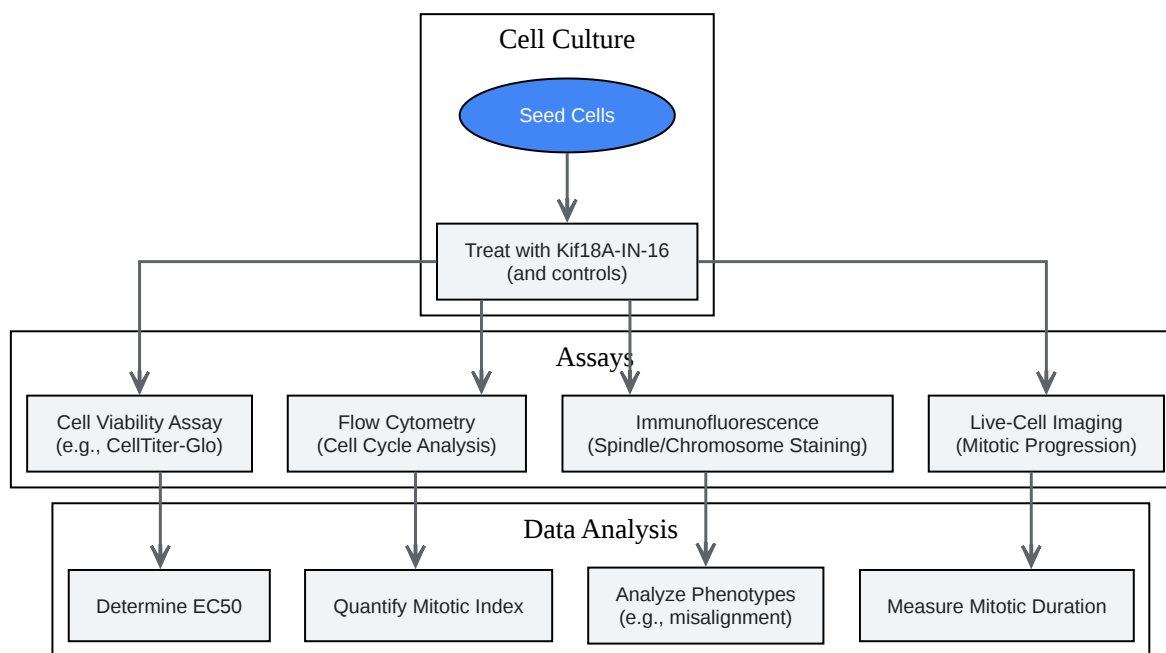 Cell Culture
Seed Cells
Treat with Kif18A-IN-16
(and controls)
Assays
Cell Viability Assay
(e.g., CellTiter-Glo)
Flow Cytometry
(Cell Cycle Analysis)
Immunofluorescence
(Spindle/Chromosome Staining)
Live-Cell Imaging
(Mitotic Progression)
Data Analysis
Determine EC50
Quantify Mitotic Index
Analyze Phenotypes
(e.g., misalignment)
Measure Mitotic Duration